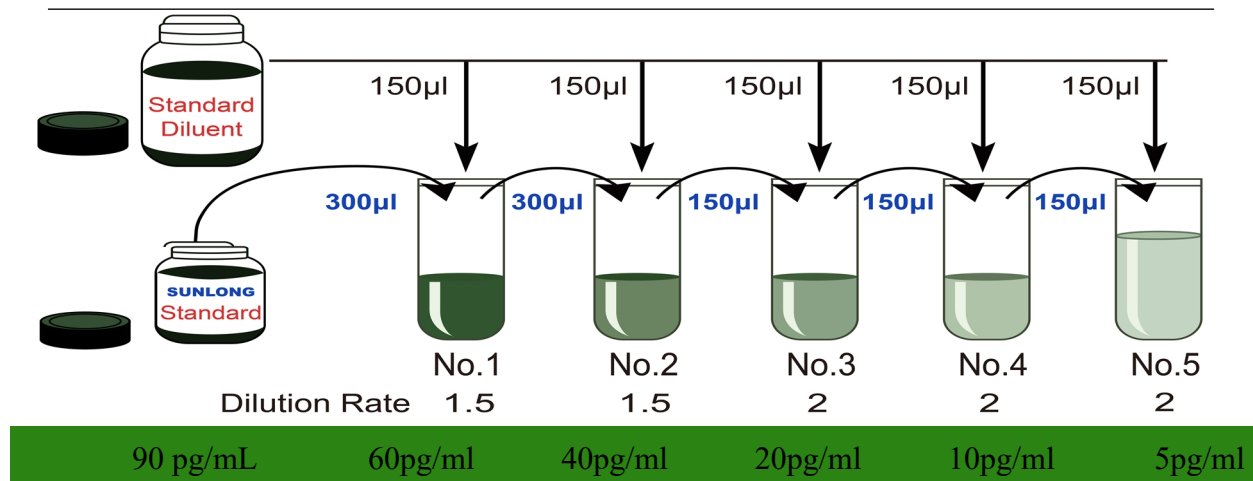 150µl 150µl 150µl 150µl 150µl
Standard
Diluent
300µl 300µl 150µl 150µl 150µl
SUNLONG
Standard
No.1 No.2 No.3 No.4 No.5
Dilution Rate 1.5 1.5 2 2 2
90 pg/mL 60pg/ml 40pg/ml 20pg/ml 10pg/ml 5pg/ml